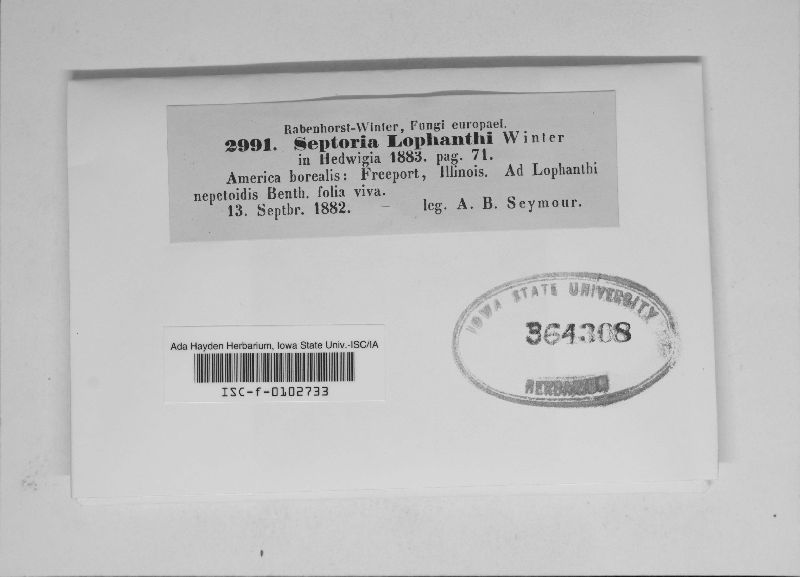 Rabenhorst-Winter, Fungi europaei.
2991. Septoria Lophanthi Winter
in Hedwigia 1883. pag. 71.
America borealis: Freeport, Illinois. Ad Lophanthi
nepetoidis Benth. folia viva.
13. Septbr. 1882. – leg. A. B. Seymour.
IOWA STATE UNIVERSITY
364308
HERBARIUM
Ada Hayden Herbarium, Iowa State Univ.-ISC/IA
ISC-f-0102733